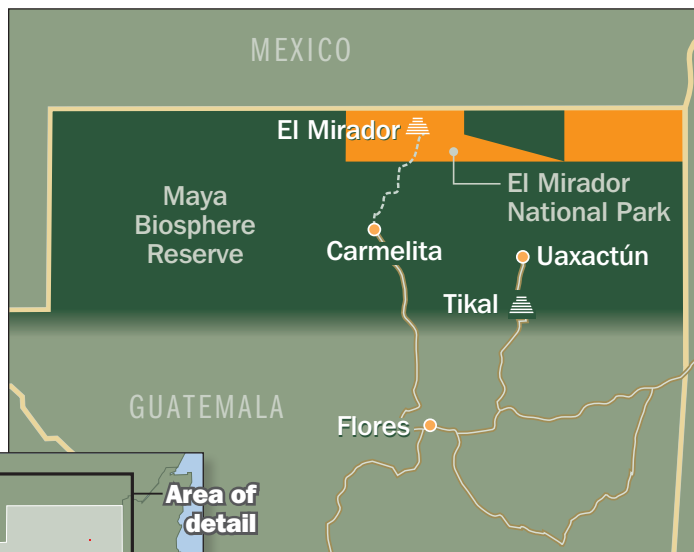 MEXICO
El Mirador
El Mirador
National Park
Maya
Biosphere
Reserve
Carmelita
Uaxactún
Tikal
GUATEMALA
Flores
Area of
detail